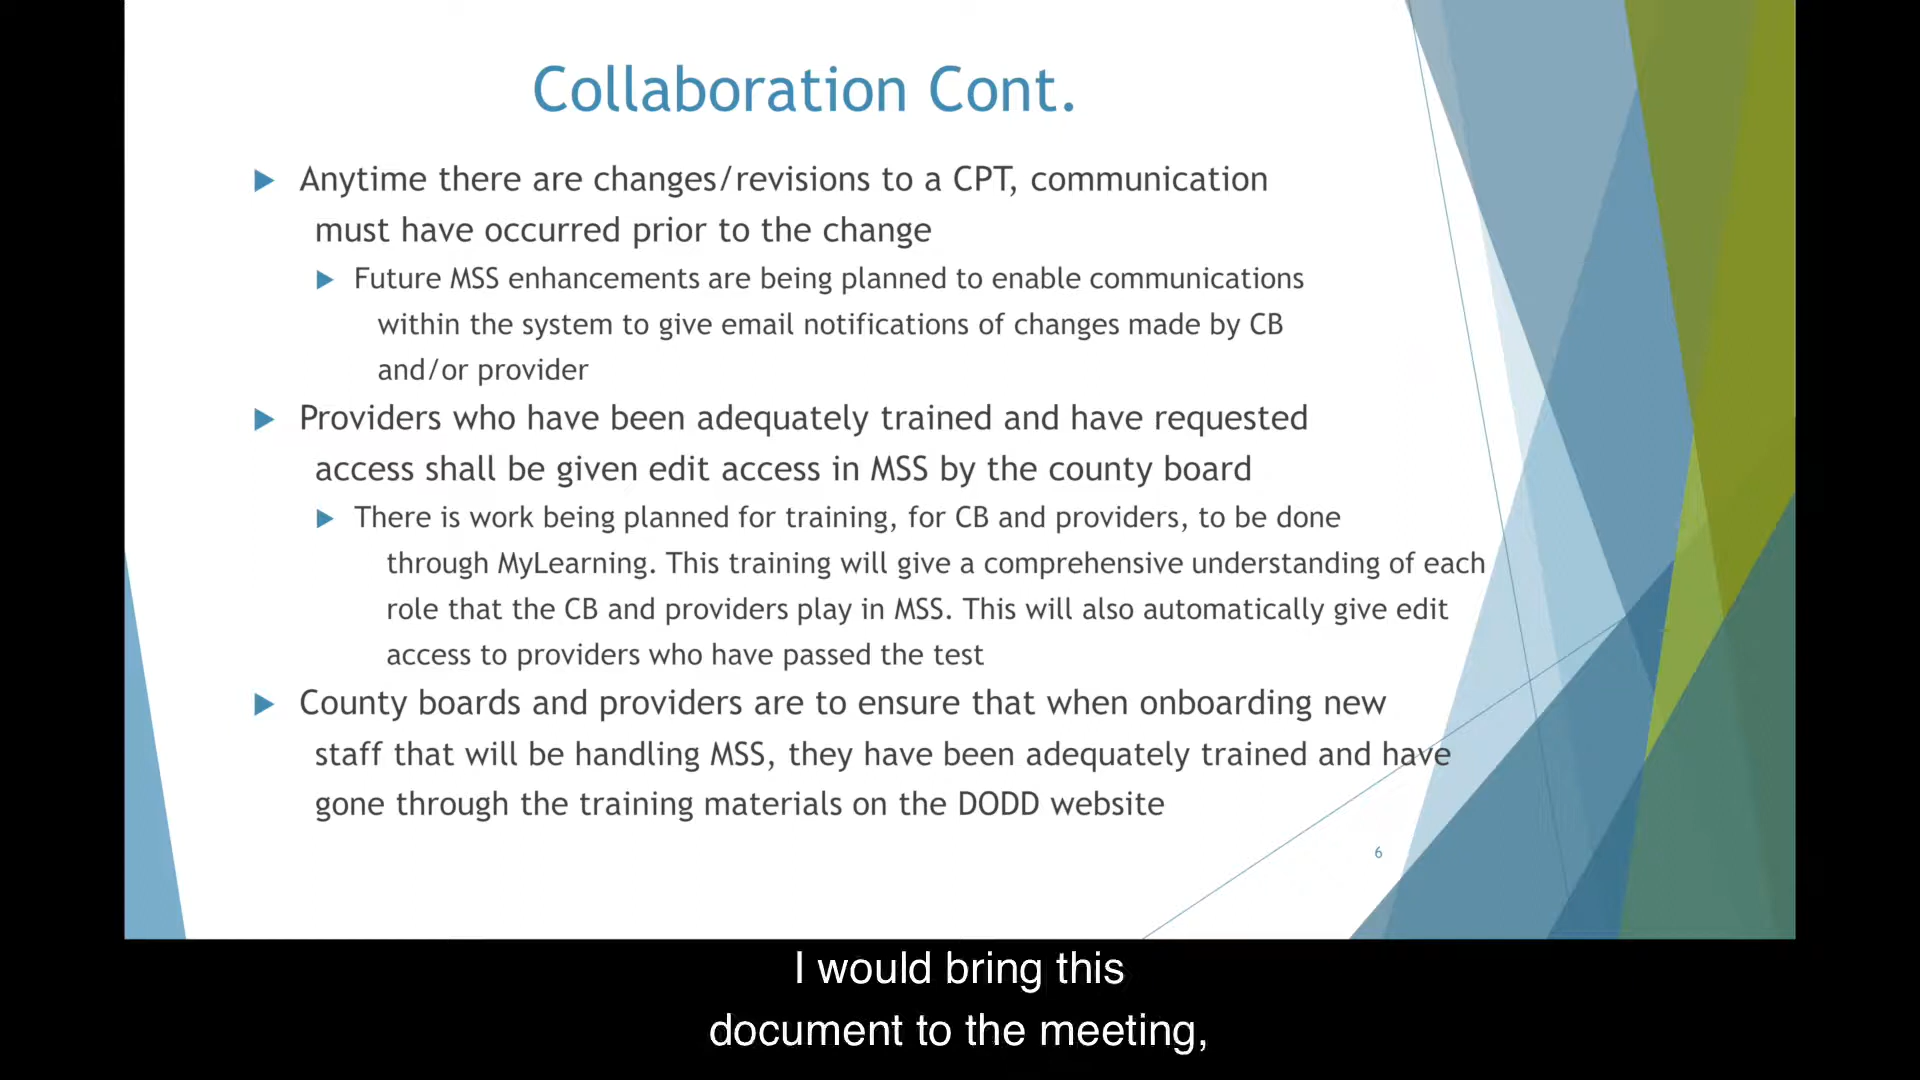 Collaboration Cont.
Anytime there are changes/revisions to a CPT, communication
must have occurred prior to the change
Future MSS enhancements are being planned to enable communications
within the system to give email notifications of changes made by CB
and/or provider
Providers who have been adequately trained and have requested
access shall be given edit access in MSS by the county board
There is work being planned for training, for CB and providers, to be done
through MyLearning. This training will give a comprehensive understanding of each
role that the CB and providers play in MSS. This will also automatically give edit
access to providers who have passed the test
County boards and providers are to ensure that when onboarding new
staff that will be handling MSS, they have been adequately trained and have
gone through the training materials on the DODD website
6
I would bring this
document to the meeting,